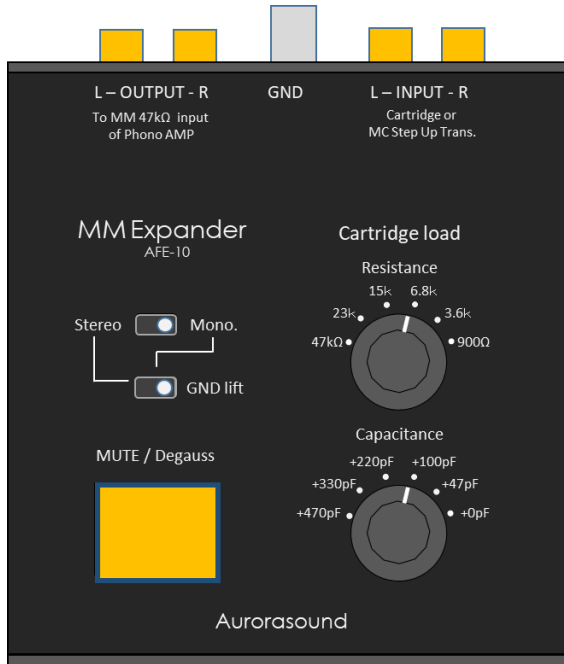 L – OUTPUT - R
GND
L – INPUT - R
To MM 47kΩ input
of Phono AMP
Cartridge or
MC Step Up Trans.
MM Expander
AFE-10
Cartridge load
Resistance
15k
6.8k
23k
3.6k
47kΩ
900Ω
Stereo
Mono.
GND lift
Capacitance
MUTE / Degauss
+220pF
+100pF
+330pF
+47pF
+470pF
+0pF
Aurorasound